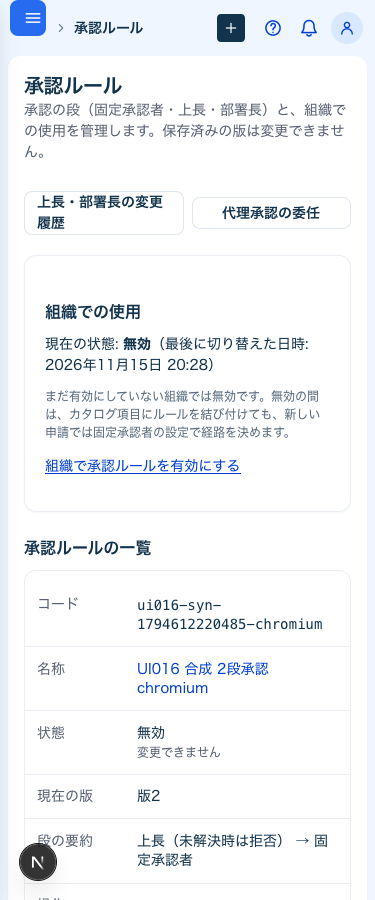 承認ルール
承認ルール
承認の段（固定承認者・上長・部署長）と、組織で
の使用を管理します。保存済みの版は変更できませ
ん。
上長・部署長の変更
履歴
代理承認の委任
組織での使用
現在の状態: 無効（最後に切り替えた日時:
2026年11月15日 20:28）
まだ有効にしていない組織では無効です。無効の間
は、カタログ項目にルールを結び付けても、新しい
申請では固定承認者の設定で経路を決めます。
組織で承認ルールを有効にする
承認ルールの一覧
コード
ui016-syn-
1794612220485-chromium
名称
UI016 合成 2段承認
chromium
状態
無効
変更できません
現在の版
版2
段の要約
上長（未解決時は拒否） → 固
定承認者
N